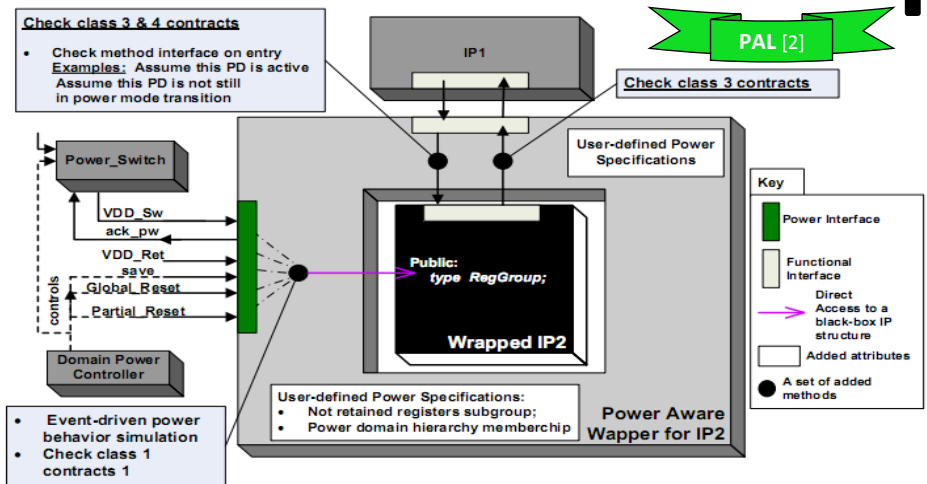 Check class 3 & 4 contracts
• Check method interface on entry
Examples: Assume this PD is active
Assume this PD is not still
in power mode transition
IP1
PAL [2]
Check class 3 contracts
User-defined Power
Specifications
Power_Switch
VDD_Sw
ack_pw
VDD_Ret
save
Global_Reset
Partial_Reset
controls
Domain Power
Controller
Public:
type RegGroup;
Wrapped IP2
User-defined Power Specifications:
• Not retained registers subgroup;
• Power domain hierarchy memberchip
Power Aware
Wapper for IP2
• Event-driven power
behavior simulation
• Check class 1
contracts 1
Key
Power Interface
Functional
Interface
Direct
Access to a
black-box IP
structure
Added attributes
A set of added
methods